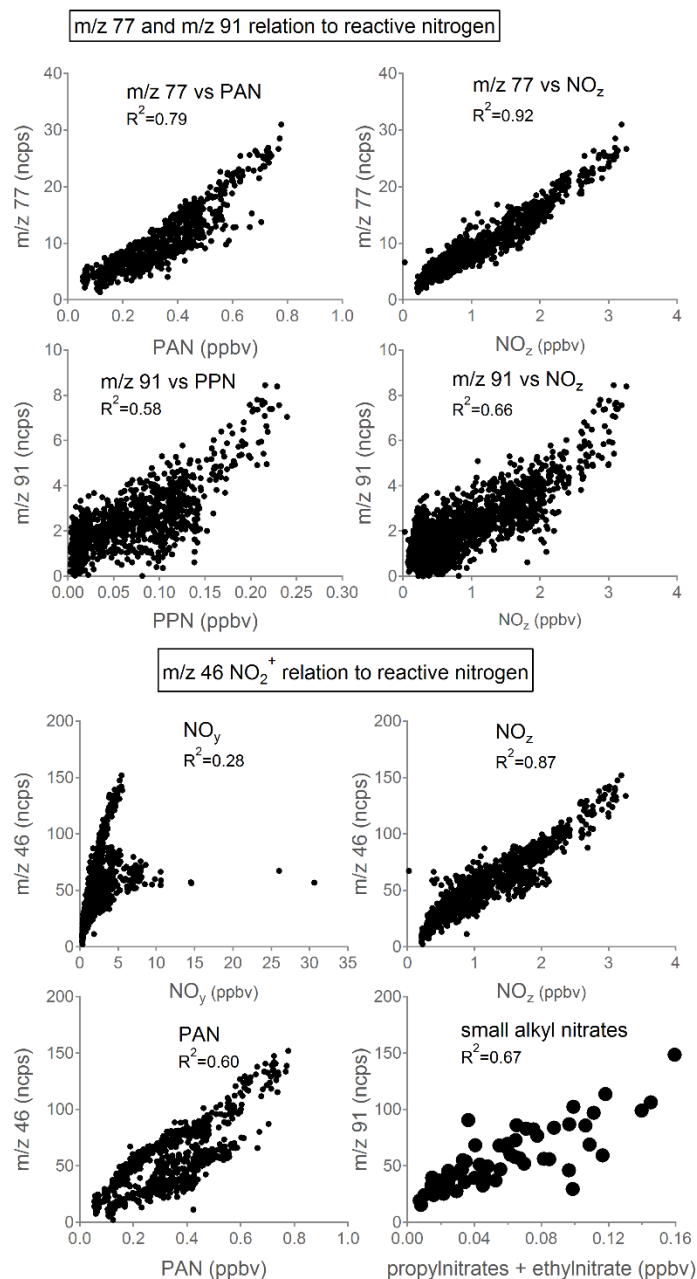 m/z 77 and m/z 91 relation to reactive nitrogen
m/z 77 vs PAN
R²=0.79
m/z 77 (ncps)
40
30
20
10
0
0.0 0.2 0.4 0.6 0.8 1.0
PAN (ppbv)
m/z 77 vs NOz
R²=0.92
m/z 77 (ncps)
40
30
20
10
0
0 1 2 3 4
NOz (ppbv)
m/z 91 vs PPN
R²=0.58
m/z 91 (ncps)
10
8
6
4
2
0
0.00 0.05 0.10 0.15 0.20 0.25 0.30
PPN (ppbv)
m/z 91 vs NOz
R²=0.66
m/z 91 (ncps)
10
8
6
4
2
0
0 1 2 3 4
NOz (ppbv)
m/z 46 NO₂⁺ relation to reactive nitrogen
NOy
R²=0.28
m/z 46 (ncps)
200
150
100
50
0
0 5 10 15 20 25 30 35
NOy (ppbv)
NOz
R²=0.87
m/z 46 (ncps)
200
150
100
50
0
0 1 2 3 4
NOz (ppbv)
PAN
R²=0.60
m/z 46 (ncps)
200
150
100
50
0
0.0 0.2 0.4 0.6 0.8 1.0
PAN (ppbv)
small alkyl nitrates
R²=0.67
m/z 91 (ncps)
200
150
100
50
0
0.00 0.04 0.08 0.12 0.16
propylnitrates + ethylnitrate (ppbv)